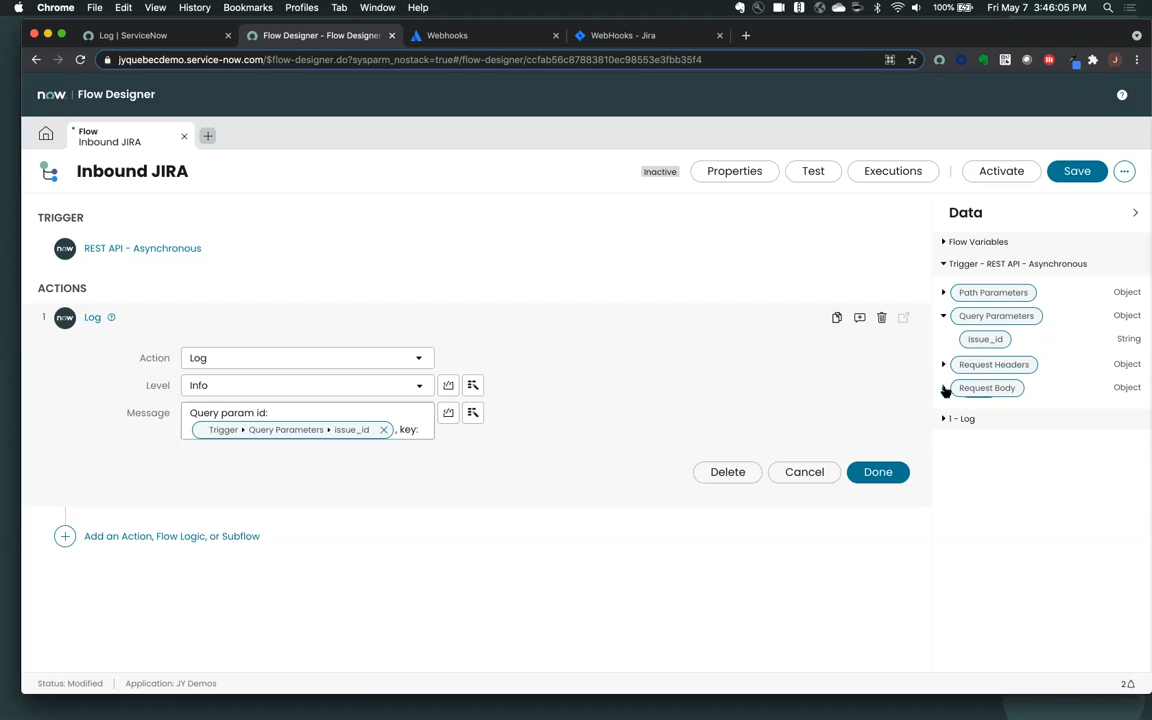 Chrome File Edit View History Bookmarks Profiles Tab Window Help 100% Fri May 7 3:46:05 PM
Log | ServiceNow Flow Designer - Flow Designer Webhooks WebHooks - Jira
jyquebecdemo.service-now.com/$flow-designer.do?sysparm_nostack=true#/flow-designer/ccfab56c87883810ec98553e3fbb35f4 J
now. Flow Designer
Flow
Inbound JIRA
Inbound JIRA Inactive Properties Test Executions Activate Save
TRIGGER
now REST API - Asynchronous
ACTIONS
1 now Log
Action Log
Level Info
Message Query param id:
Trigger Query Parameters issue_id , key:
Delete Cancel Done
Add an Action, Flow Logic, or Subflow
Data
Flow Variables
Trigger - REST API - Asynchronous
Path Parameters Object
Query Parameters Object
issue_id String
Request Headers Object
Request Body Object
1 - Log
Status: Modified Application: JY Demos 2